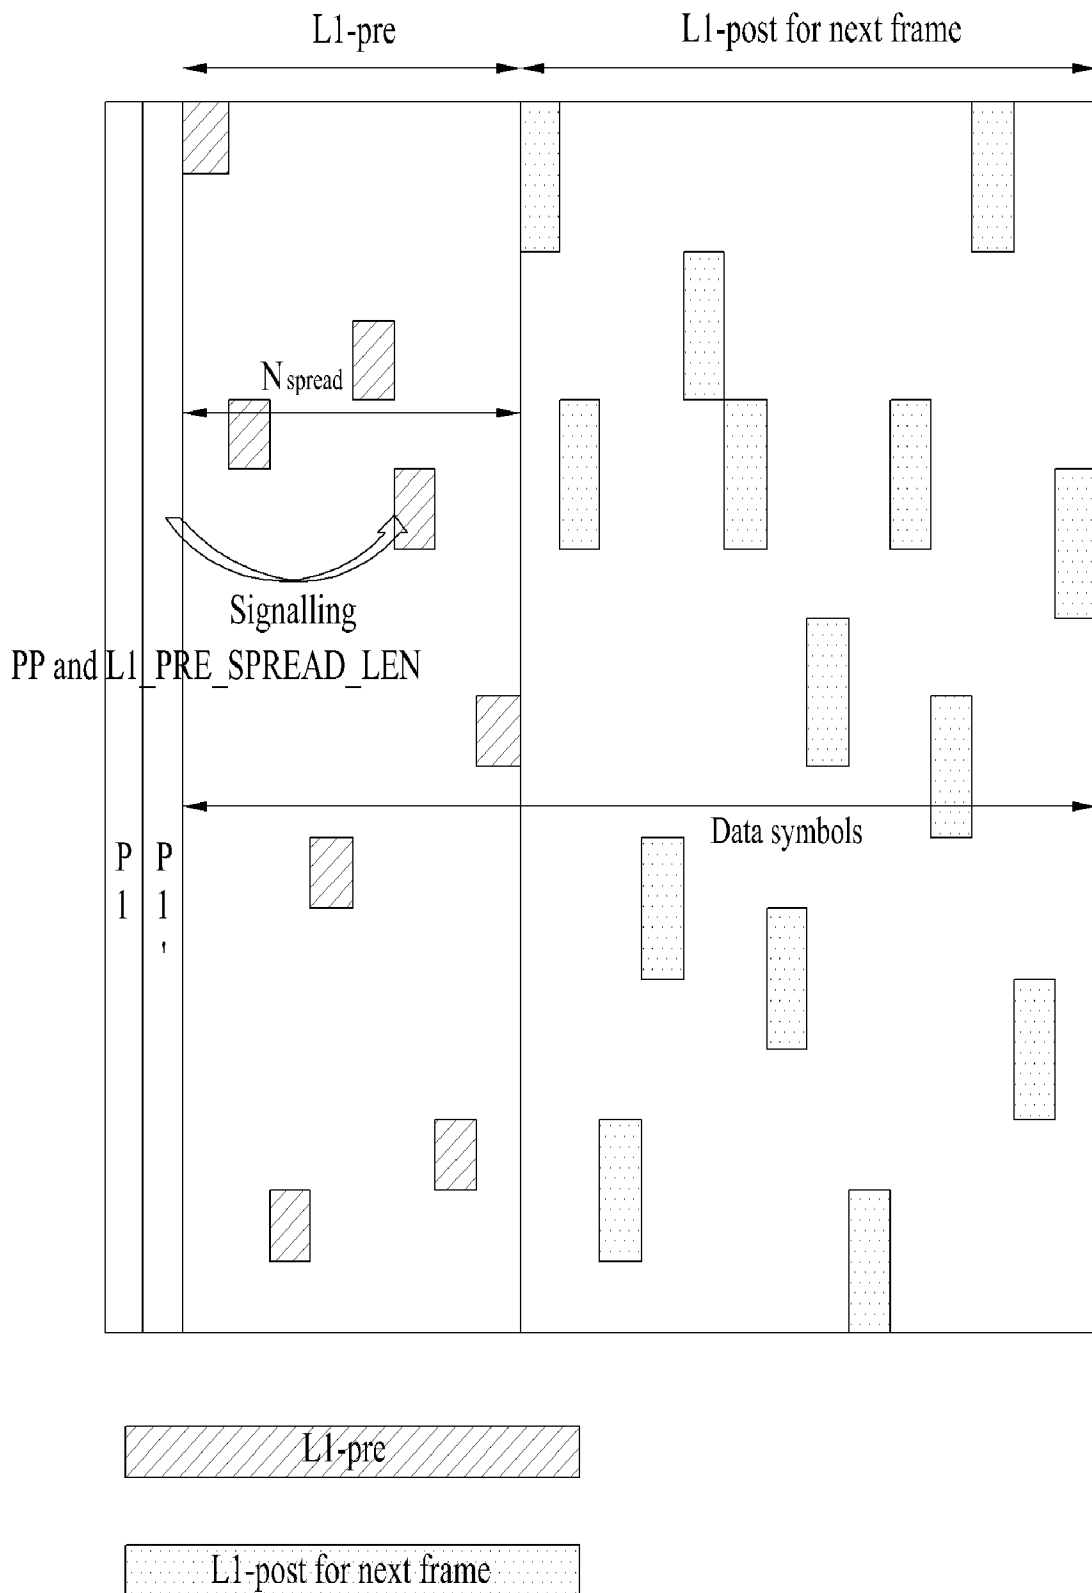 L1-pre
L1-post for next frame
N spread
Signalling
PP and L1_PRE_SPREAD_LEN
Data symbols
P
1
P
1
'
L1-pre
L1-post for next frame